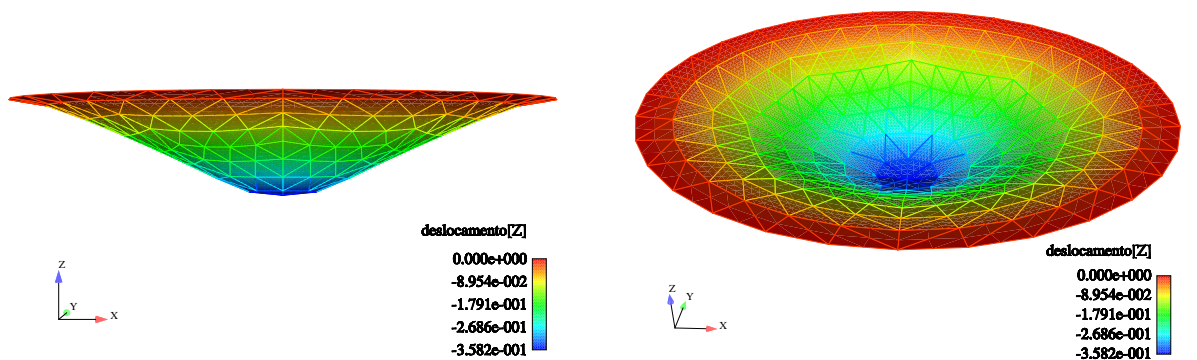 deslocamento[Z]
0.000e+000
-8.954e-002
-1.791e-001
-2.686e-001
-3.582e-001
Z
Y
X
deslocamento[Z]
0.000e+000
-8.954e-002
-1.791e-001
-2.686e-001
-3.582e-001
Z
Y
X